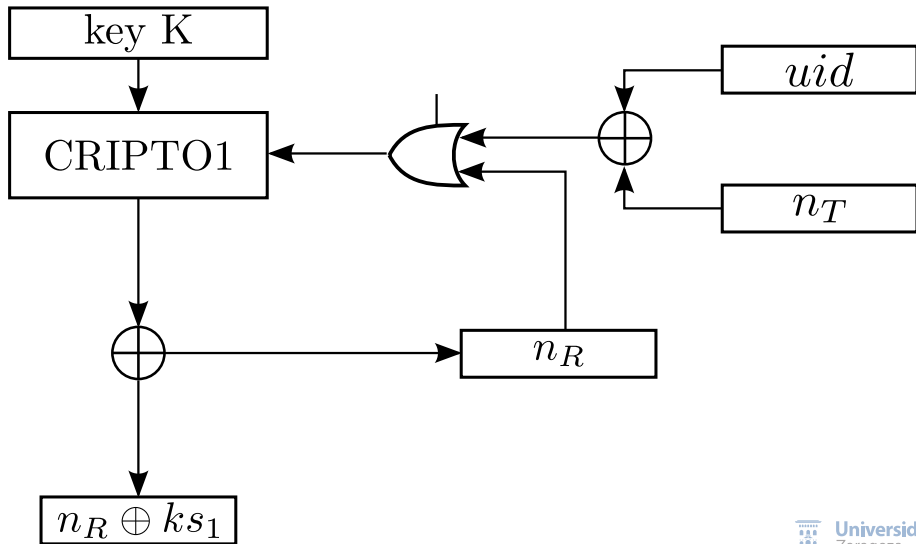 key K
CRIPTO1
uid
n_T
n_R
n_R ⊕ ks_1